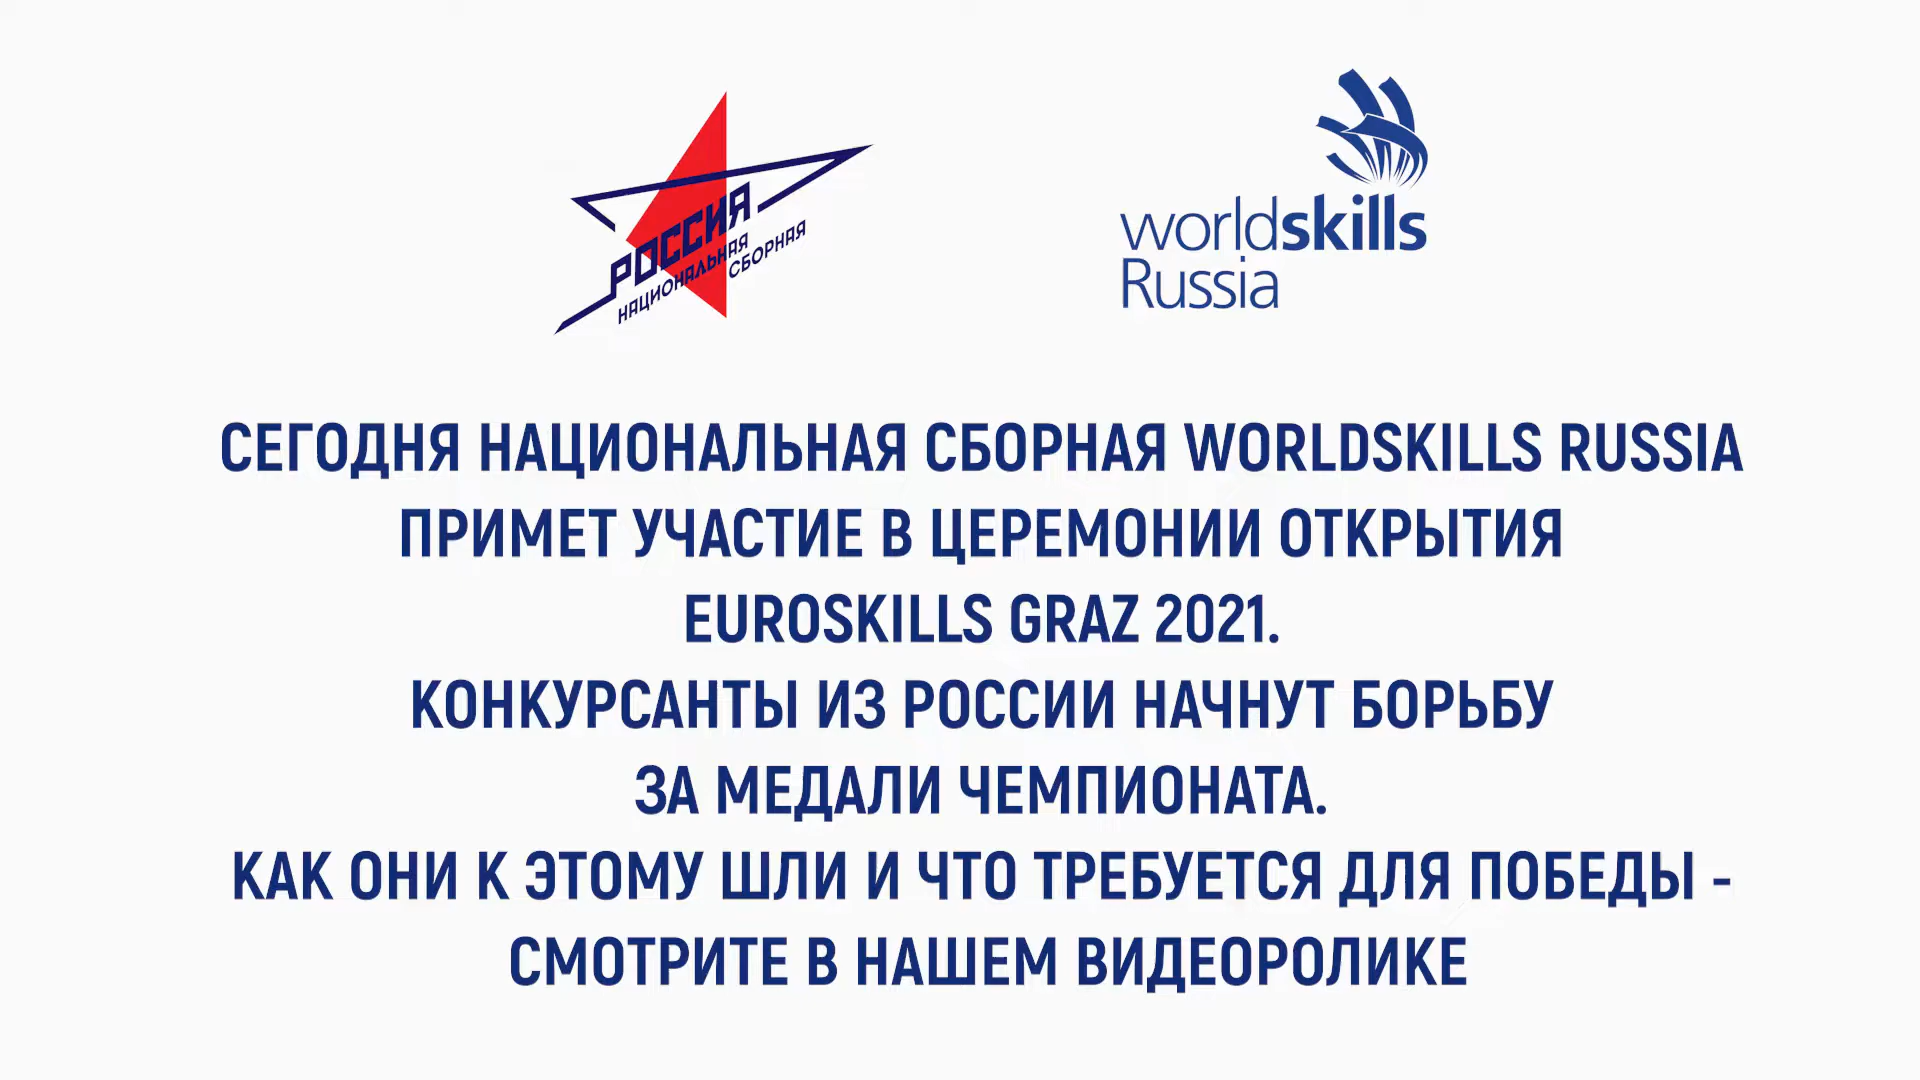 РОССИЯ
НАЦИОНАЛЬНАЯ
СБОРНАЯ
worldskills
Russia
СЕГОДНЯ НАЦИОНАЛЬНАЯ СБОРНАЯ WORLDSKILLS RUSSIA
ПРИМЕТ УЧАСТИЕ В ЦЕРЕМОНИИ ОТКРЫТИЯ
EUROSKILLS GRAZ 2021.
КОНКУРСАНТЫ ИЗ РОССИИ НАЧНУТ БОРЬБУ
ЗА МЕДАЛИ ЧЕМПИОНАТА.
КАК ОНИ К ЭТОМУ ШЛИ И ЧТО ТРЕБУЕТСЯ ДЛЯ ПОБЕДЫ -
СМОТРИТЕ В НАШЕМ ВИДЕОРОЛИКЕ